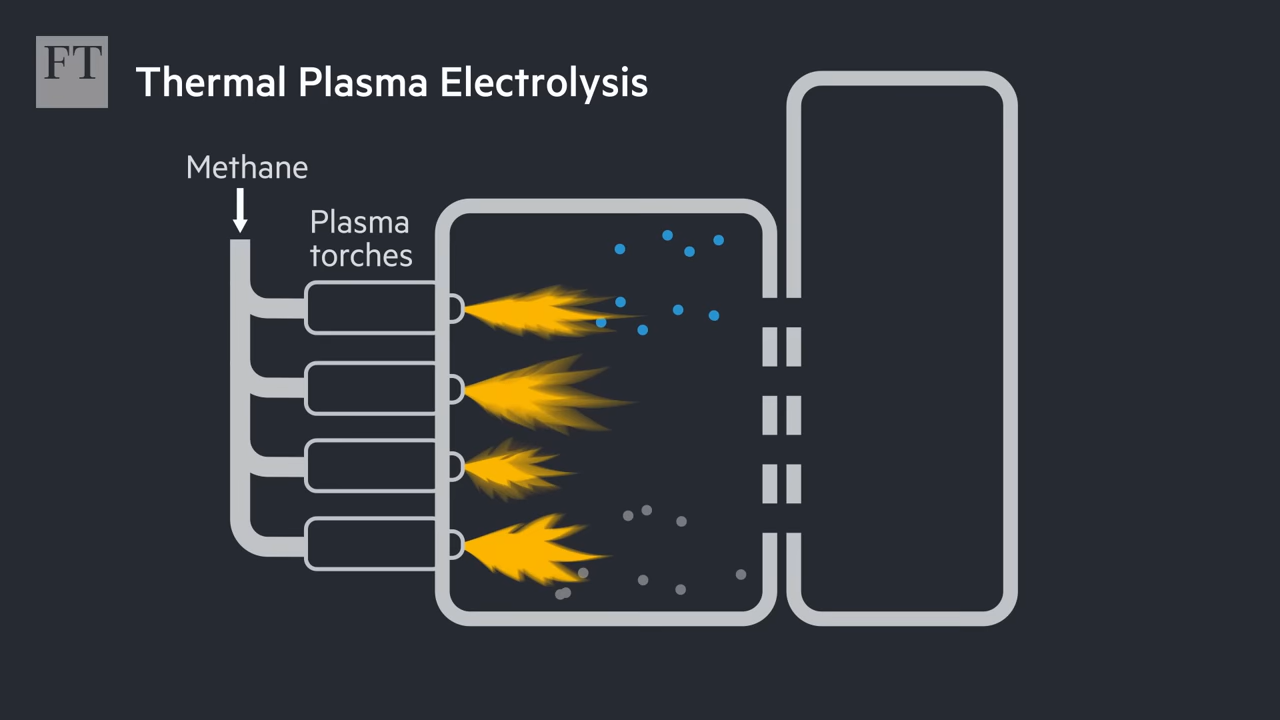 FT
Thermal Plasma Electrolysis
Methane
Plasma
torches